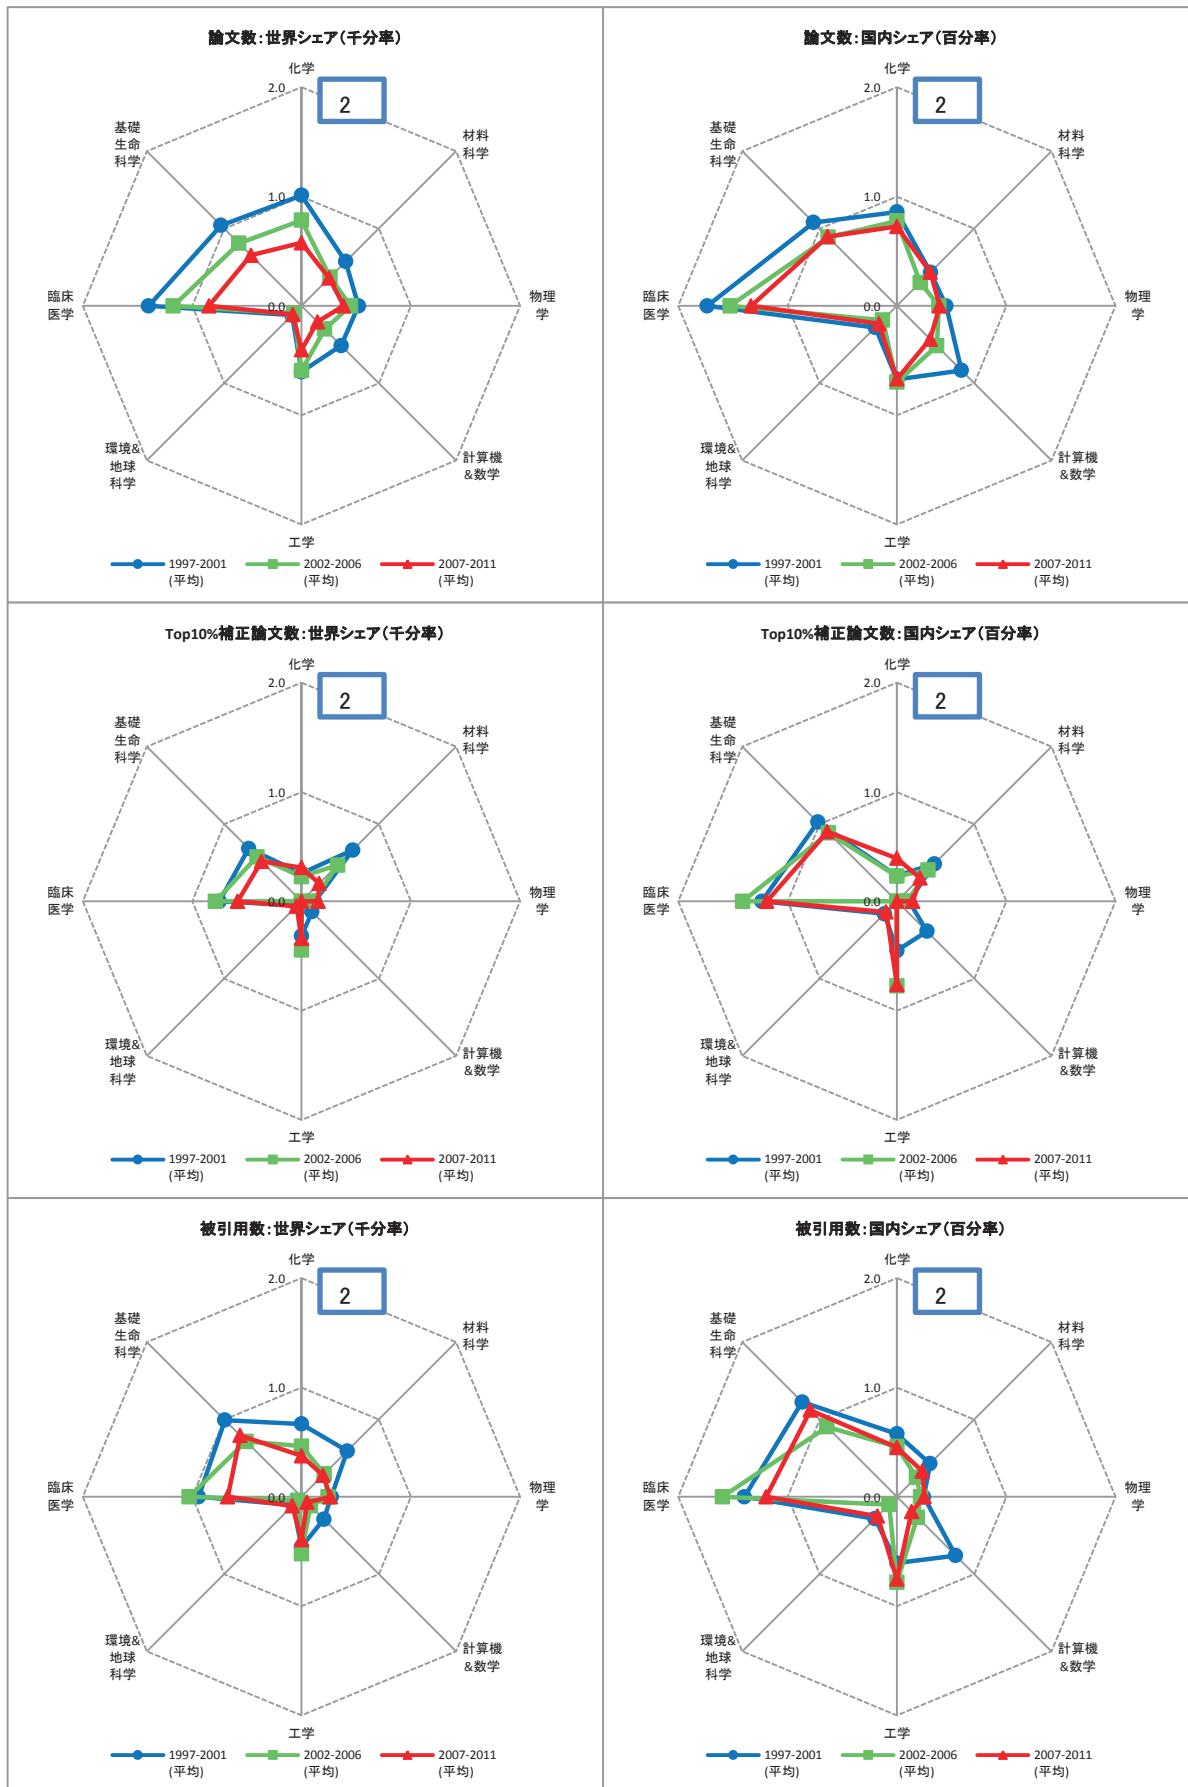 論文数:世界シェア(千分率)
化学
2.0
2
基礎
生命
科学
材料
科学
1.0
臨床
医学
0.0
物理
学
環境&
地球
科学
計算機
&数学
工学
1997-2001
(平均)
2002-2006
(平均)
2007-2011
(平均)
論文数:国内シェア(百分率)
化学
2.0
2
基礎
生命
科学
材料
科学
1.0
臨床
医学
0.0
物理
学
環境&
地球
科学
計算機
&数学
工学
1997-2001
(平均)
2002-2006
(平均)
2007-2011
(平均)
Top10%補正論文数:世界シェア(千分率)
化学
2.0
2
基礎
生命
科学
材料
科学
1.0
臨床
医学
0.0
物理
学
環境&
地球
科学
計算機
&数学
工学
1997-2001
(平均)
2002-2006
(平均)
2007-2011
(平均)
Top10%補正論文数:国内シェア(百分率)
化学
2.0
2
基礎
生命
科学
材料
科学
1.0
臨床
医学
0.0
物理
学
環境&
地球
科学
計算機
&数学
工学
1997-2001
(平均)
2002-2006
(平均)
2007-2011
(平均)
被引用数:世界シェア(千分率)
化学
2.0
2
基礎
生命
科学
材料
科学
1.0
臨床
医学
0.0
物理
学
環境&
地球
科学
計算機
&数学
工学
1997-2001
(平均)
2002-2006
(平均)
2007-2011
(平均)
被引用数:国内シェア(百分率)
化学
2.0
2
基礎
生命
科学
材料
科学
1.0
臨床
医学
0.0
物理
学
環境&
地球
科学
計算機
&数学
工学
1997-2001
(平均)
2002-2006
(平均)
2007-2011
(平均)